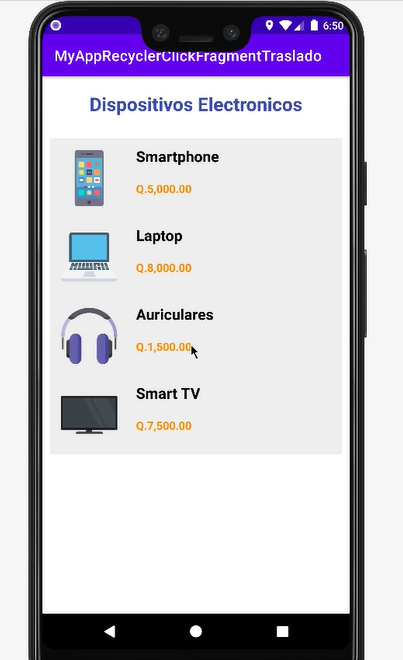 6:50
MyAppRecyclerClickFragmentTraslado
Dispositivos Electronicos
Smartphone
Q.5,000.00
Laptop
Q.8,000.00
Auriculares
Q.1,500.00
Smart TV
Q.7,500.00